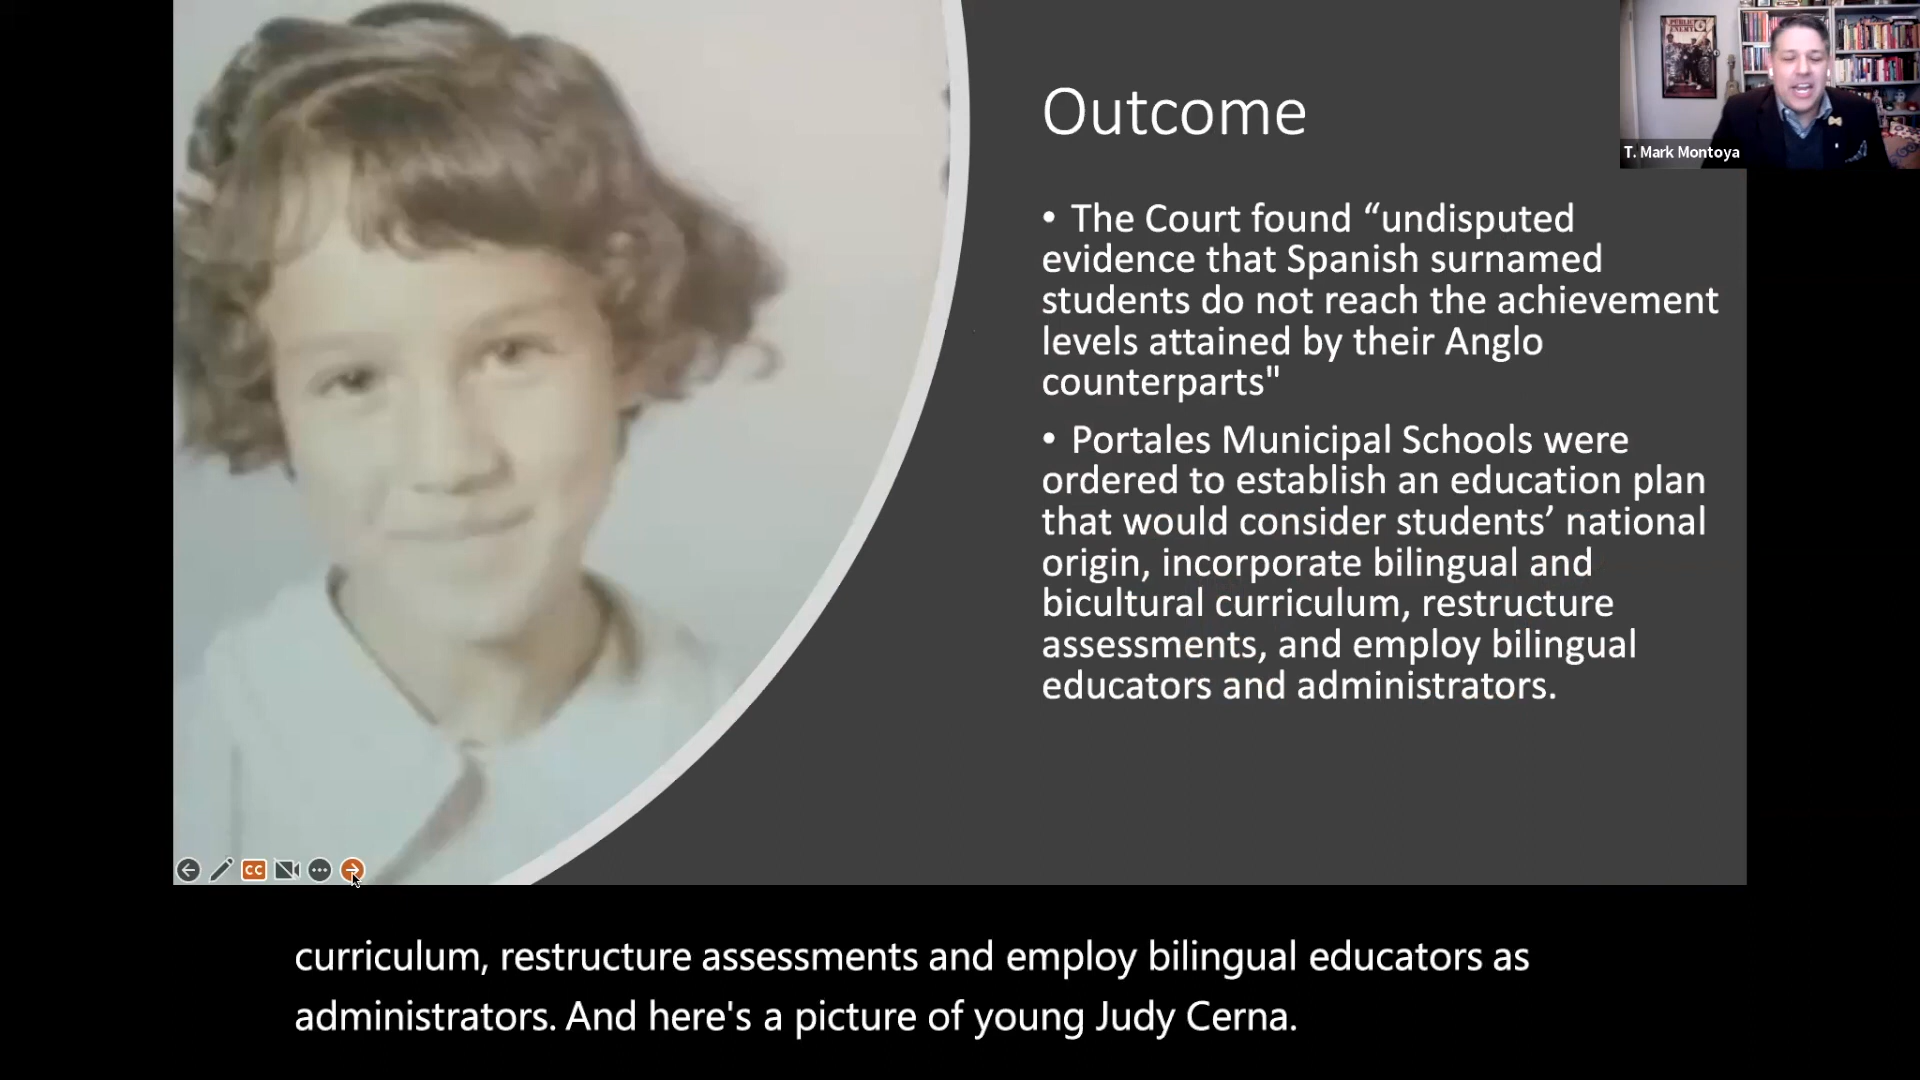 Outcome
• The Court found “undisputed
evidence that Spanish surnamed
students do not reach the achievement
levels attained by their Anglo
counterparts"
• Portales Municipal Schools were
ordered to establish an education plan
that would consider students’ national
origin, incorporate bilingual and
bicultural curriculum, restructure
assessments, and employ bilingual
educators and administrators.
PUBLIC
ENEMY
T. Mark Montoya
CC
curriculum, restructure assessments and employ bilingual educators as
administrators. And here's a picture of young Judy Cerna.